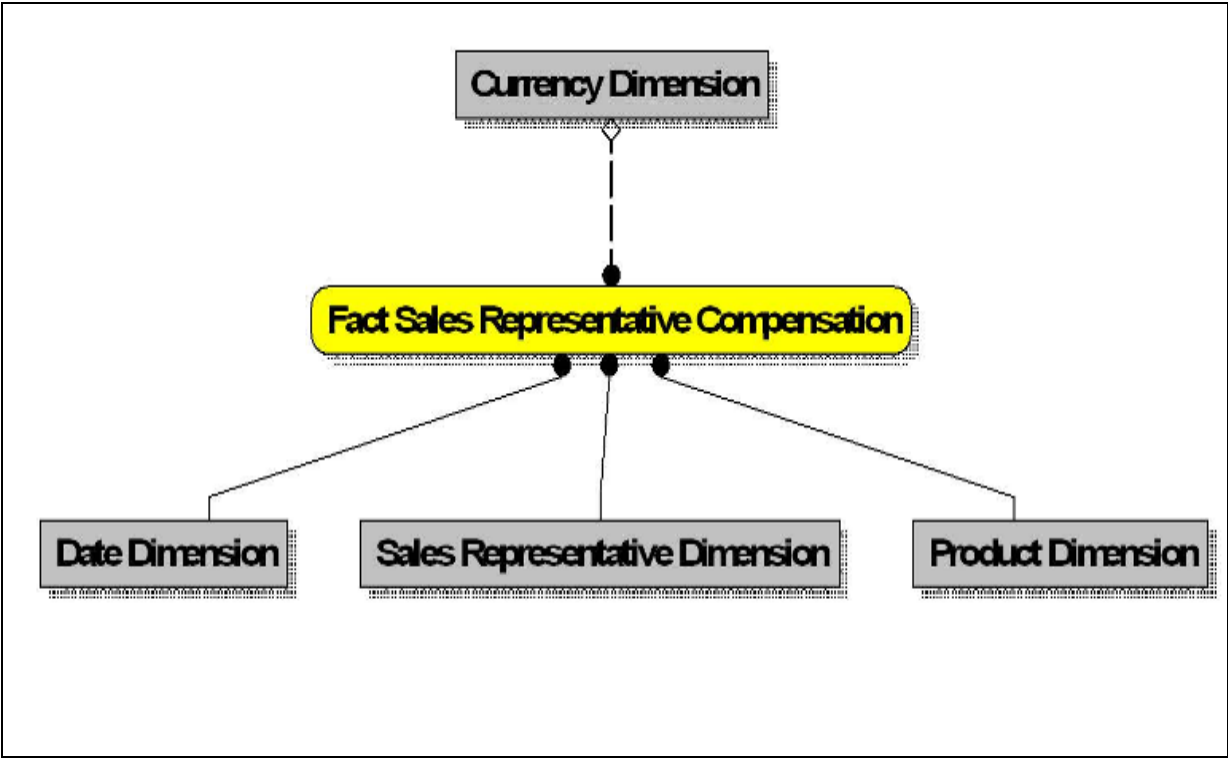 Currency Dimension
Fact Sales Representative Compensation
Date Dimension
Sales Representative Dimension
Product Dimension